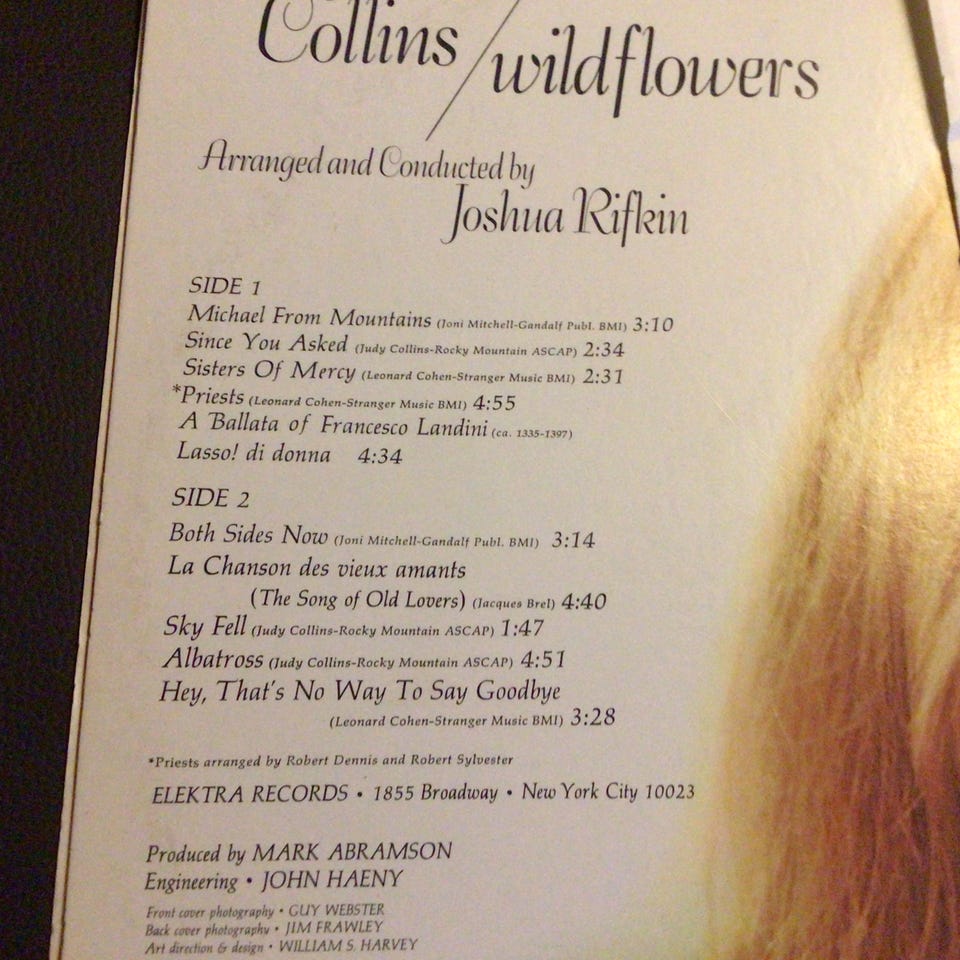 Collins / wildflowers
Arranged and Conducted by
Joshua Rifkin
SIDE 1
Michael From Mountains (Joni Mitchell-Gandalf Publ. BMI) 3:10
Since You Asked (Judy Collins-Rocky Mountain ASCAP) 2:34
Sisters Of Mercy (Leonard Cohen-Stranger Music BMI) 2:31
*Priests (Leonard Cohen-Stranger Music BMI) 4:55
A Ballata of Francesco Landini (ca. 1335-1397)
Lasso! di donna 4:34
SIDE 2
Both Sides Now (Joni Mitchell-Gandalf Publ. BMI) 3:14
La Chanson des vieux amants
(The Song of Old Lovers) (Jacques Brel) 4:40
Sky Fell (Judy Collins-Rocky Mountain ASCAP) 1:47
Albatross (Judy Collins-Rocky Mountain ASCAP) 4:51
Hey, That's No Way To Say Goodbye
(Leonard Cohen-Stranger Music BMI) 3:28
*Priests arranged by Robert Dennis and Robert Sylvester
ELEKTRA RECORDS • 1855 Broadway • New York City 10023
Produced by MARK ABRAMSON
Engineering • JOHN HAENY
Front cover photography • GUY WEBSTER
Back cover photography • JIM FRAWLEY
Art direction & design • WILLIAM S. HARVEY